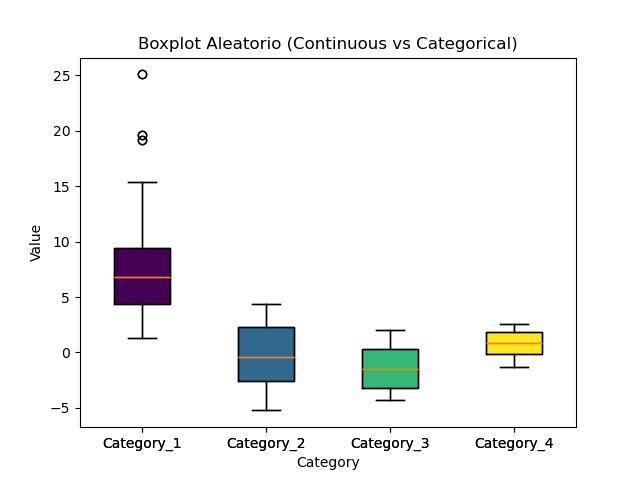 Boxplot Aleatorio (Continuous vs Categorical)
25
20
15
10
5
0
−5
Value
Category_1 Category_2 Category_3 Category_4
Category